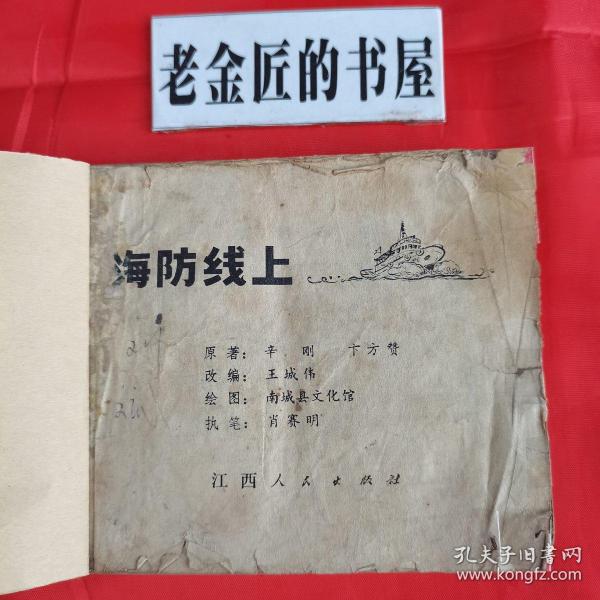 老金匠的书屋
海防线上
原著：辛 刚 卞方赞
改编：王城伟
绘图：南城县文化馆
执笔：肖赛明
江西人民出版社
孔夫子旧书网
www.kongfz.com